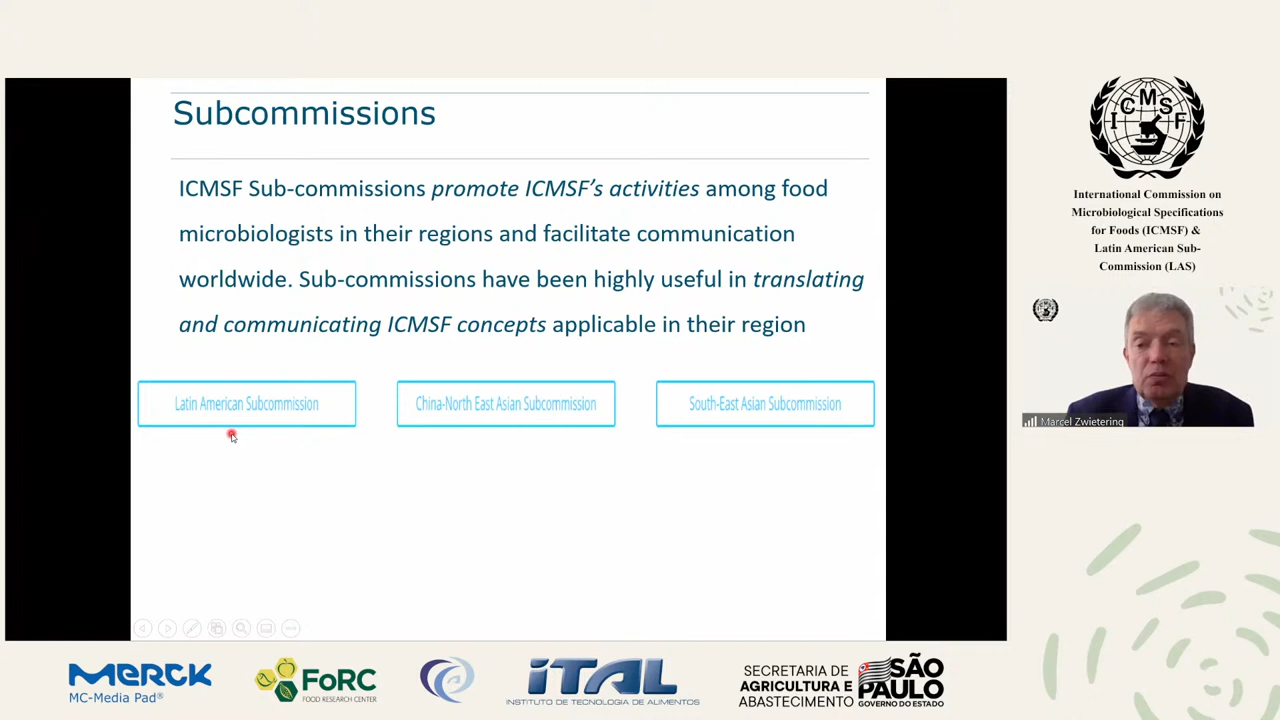 Subcommissions
ICMSF Sub-commissions promote ICMSF’s activities among food
microbiologists in their regions and facilitate communication
worldwide. Sub-commissions have been highly useful in translating
and communicating ICMSF concepts applicable in their region
Latin American Subcommission
China-North East Asian Subcommission
South-East Asian Subcommission
ICMSF
International Commission on
Microbiological Specifications
for Foods (ICMSF) &
Latin American Sub-
Commission (LAS)
Marcel Zwietering
MERCK
MC-Media Pad®
FoRC
FOOD RESEARCH CENTER
iTAL
INSTITUTO DE TECNOLOGIA DE ALIMENTOS
SECRETARIA DE
AGRICULTURA E
ABASTECIMENTO
SÃO
PAULO
GOVERNO DO ESTADO